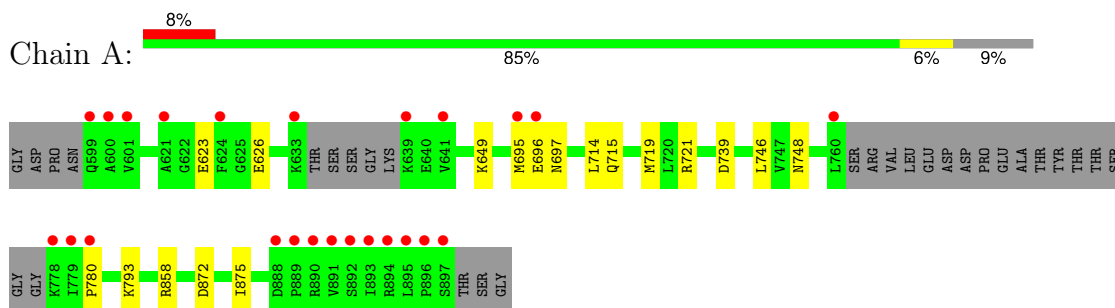 8%
Chain A:
85% 6% 9%
GLY ASP PRO ASN Q599 A600 V601 A621 G622 E623 F624 G625 E626 K633 THR SER SER GLY LYS K639 E640 V641 K649 M695 E696 N697 L714 Q715 M719 L720 R721 D739 L746 V747 N748 L760 SER ARG VAL LEU GLU ASP ASP PRO GLU ALA THR TYR THR THR SER
GLY GLY K778 I779 P780 K793 R858 D872 I875 D888 P889 R890 V891 S892 I893 R894 L895 P896 S897 THR SER GLY